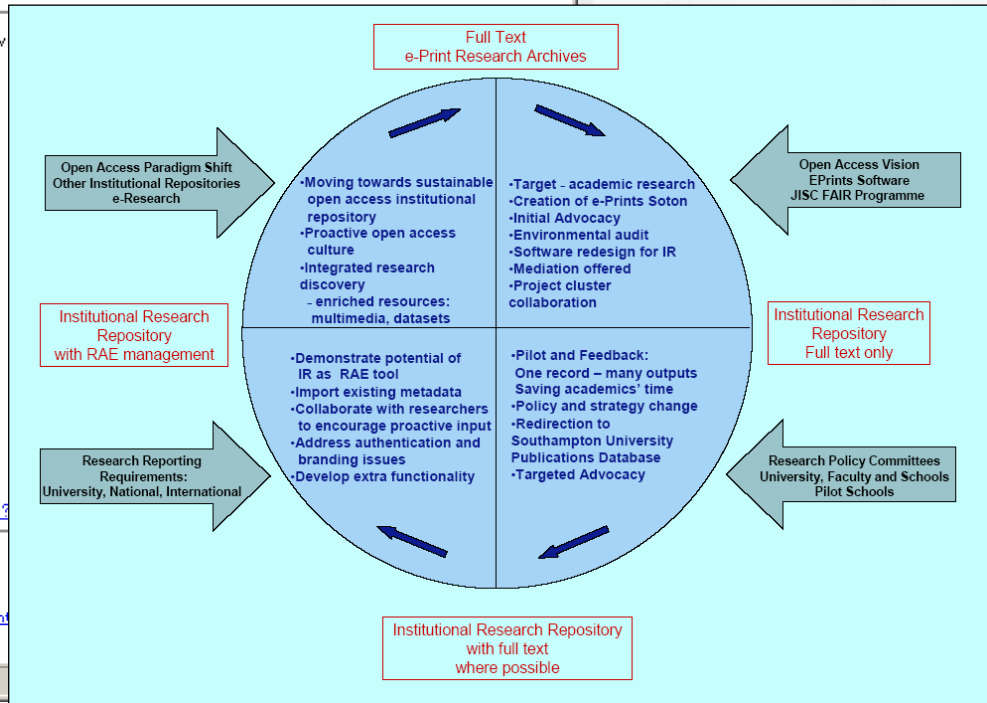 Full Text
e-Print Research Archives
Open Access Paradigm Shift
Other Institutional Repositories
e-Research
•Moving towards sustainable
open access institutional
repository
•Proactive open access
culture
•Integrated research
discovery
- enriched resources:
multimedia, datasets
•Target - academic research
•Creation of e-Prints Soton
•Initial Advocacy
•Environmental audit
•Software redesign for IR
•Mediation offered
•Project cluster
collaboration
Open Access Vision
EPrints Software
JISC FAIR Programme
Institutional Research
Repository
with RAE management
Institutional Research
Repository
Full text only
•Demonstrate potential of
IR as RAE tool
•Import existing metadata
•Collaborate with researchers
to encourage proactive input
•Address authentication and
branding issues
•Develop extra functionality
•Pilot and Feedback:
One record – many outputs
Saving academics' time
•Policy and strategy change
•Redirection to
Southampton University
Publications Database
•Targeted Advocacy
Research Reporting
Requirements:
University, National, International
Research Policy Committees
University, Faculty and Schools
Pilot Schools
Institutional Research Repository
with full text
where possible